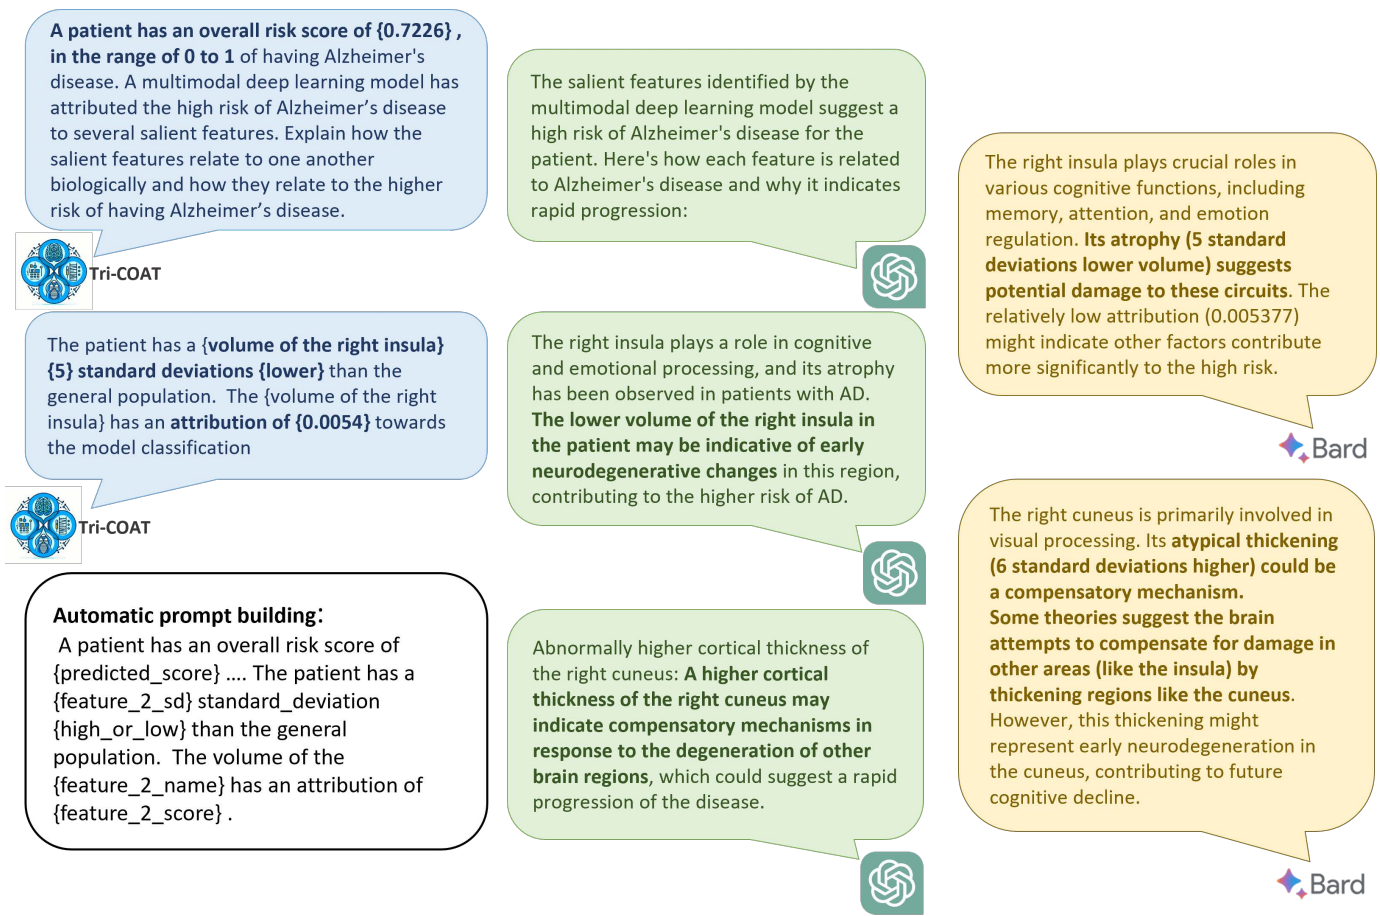 A patient has an overall risk score of {0.7226} ,
in the range of 0 to 1 of having Alzheimer's
disease. A multimodal deep learning model has
attributed the high risk of Alzheimer’s disease
to several salient features. Explain how the
salient features relate to one another
biologically and how they relate to the higher
risk of having Alzheimer’s disease.
Tri-COAT
The patient has a {volume of the right insula}
{5} standard deviations {lower} than the
general population.  The {volume of the right
insula} has an attribution of {0.0054} towards
the model classification
Tri-COAT
Automatic prompt building:
A patient has an overall risk score of
{predicted_score} .... The patient has a
{feature_2_sd} standard_deviation
{high_or_low} than the general
population.  The volume of the
{feature_2_name} has an attribution of
{feature_2_score} .
The salient features identified by the
multimodal deep learning model suggest a
high risk of Alzheimer's disease for the
patient. Here's how each feature is related
to Alzheimer's disease and why it indicates
rapid progression:
The right insula plays a role in cognitive
and emotional processing, and its atrophy
has been observed in patients with AD.
The lower volume of the right insula in
the patient may be indicative of early
neurodegenerative changes in this region,
contributing to the higher risk of AD.
Abnormally higher cortical thickness of
the right cuneus: A higher cortical
thickness of the right cuneus may
indicate compensatory mechanisms in
response to the degeneration of other
brain regions, which could suggest a rapid
progression of the disease.
The right insula plays crucial roles in
various cognitive functions, including
memory, attention, and emotion
regulation. Its atrophy (5 standard
deviations lower volume) suggests
potential damage to these circuits. The
relatively low attribution (0.005377)
might indicate other factors contribute
more significantly to the high risk.
Bard
The right cuneus is primarily involved in
visual processing. Its atypical thickening
(6 standard deviations higher) could be
a compensatory mechanism.
Some theories suggest the brain
attempts to compensate for damage in
other areas (like the insula) by
thickening regions like the cuneus.
However, this thickening might
represent early neurodegeneration in
the cuneus, contributing to future
cognitive decline.
Bard